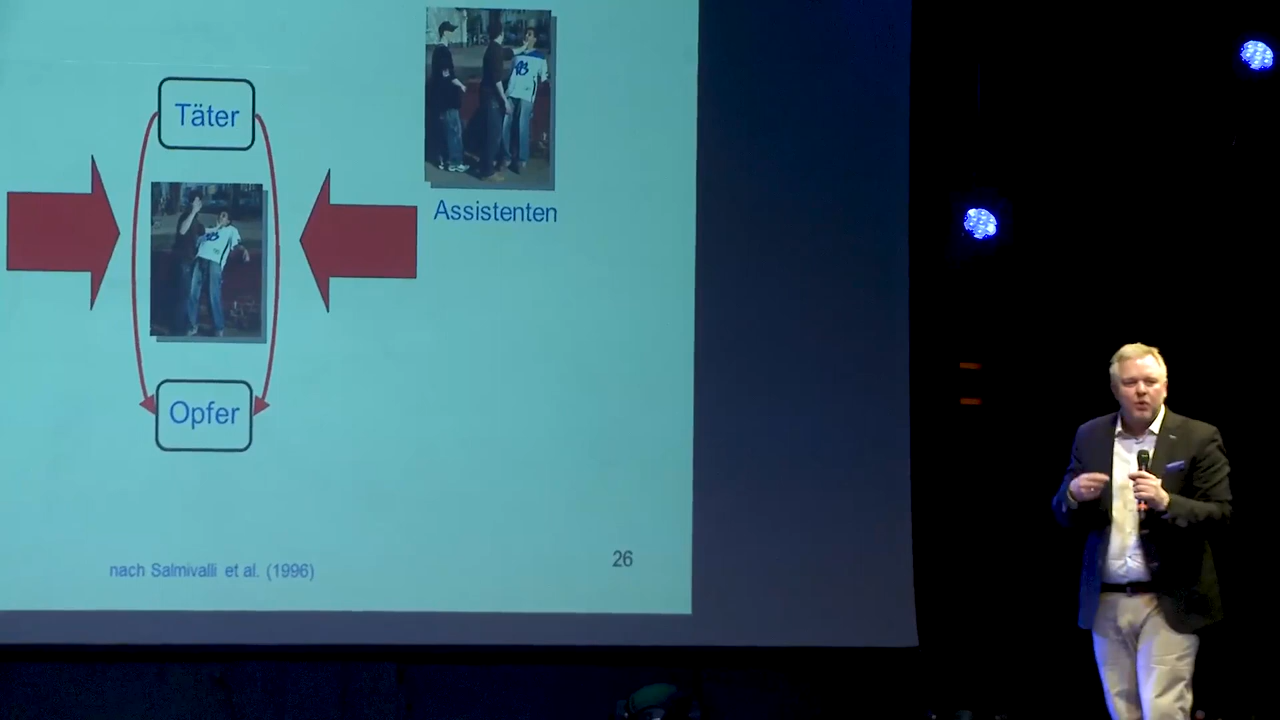 Täter
Assistenten
Opfer
nach Salmivalli et al. (1996)
26